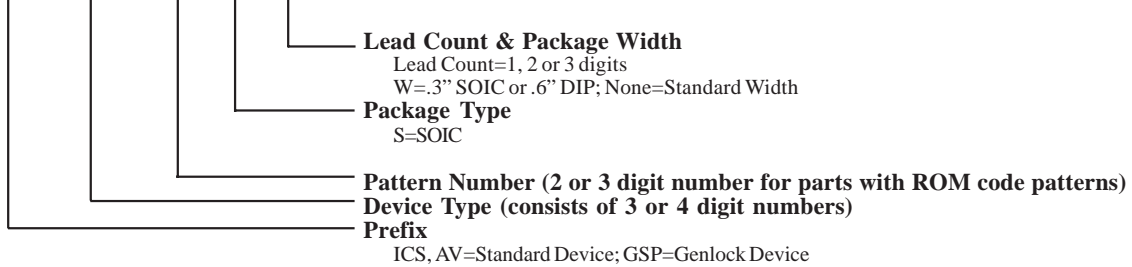 Lead Count & Package Width
Lead Count=1, 2 or 3 digits
W=.3” SOIC or .6” DIP; None=Standard Width
Package Type
S=SOIC
Pattern Number (2 or 3 digit number for parts with ROM code patterns)
Device Type (consists of 3 or 4 digit numbers)
Prefix
ICS, AV=Standard Device; GSP=Genlock Device